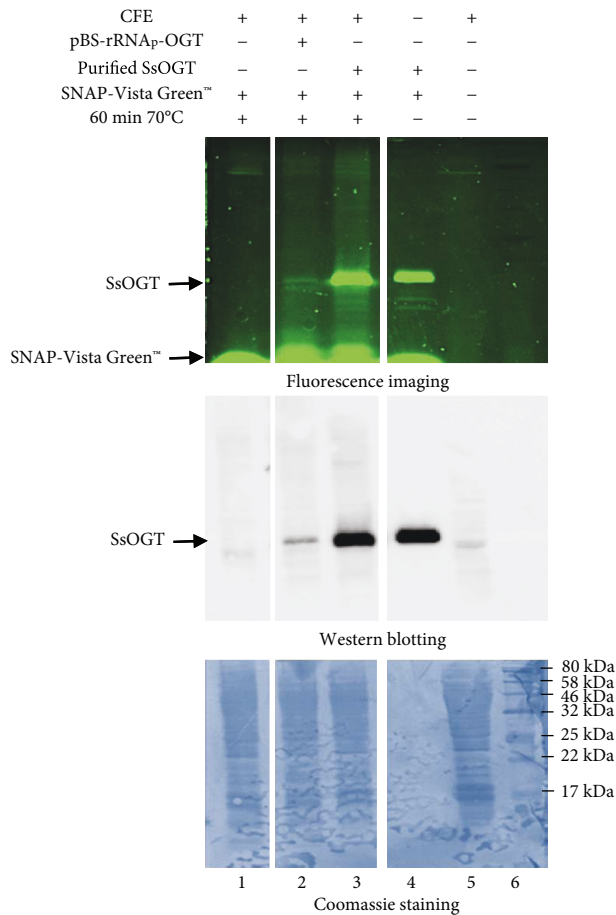 CFE + + + − +
pBS-rRNAp-OGT − + − − −
Purified SsOGT − − + + −
SNAP-Vista Green™ + + + + −
60 min 70°C + + + − −
SsOGT
SNAP-Vista Green™
Fluorescence imaging
SsOGT
Western blotting
80 kDa
58 kDa
46 kDa
32 kDa
25 kDa
22 kDa
17 kDa
1 2 3 4 5 6
Coomassie staining